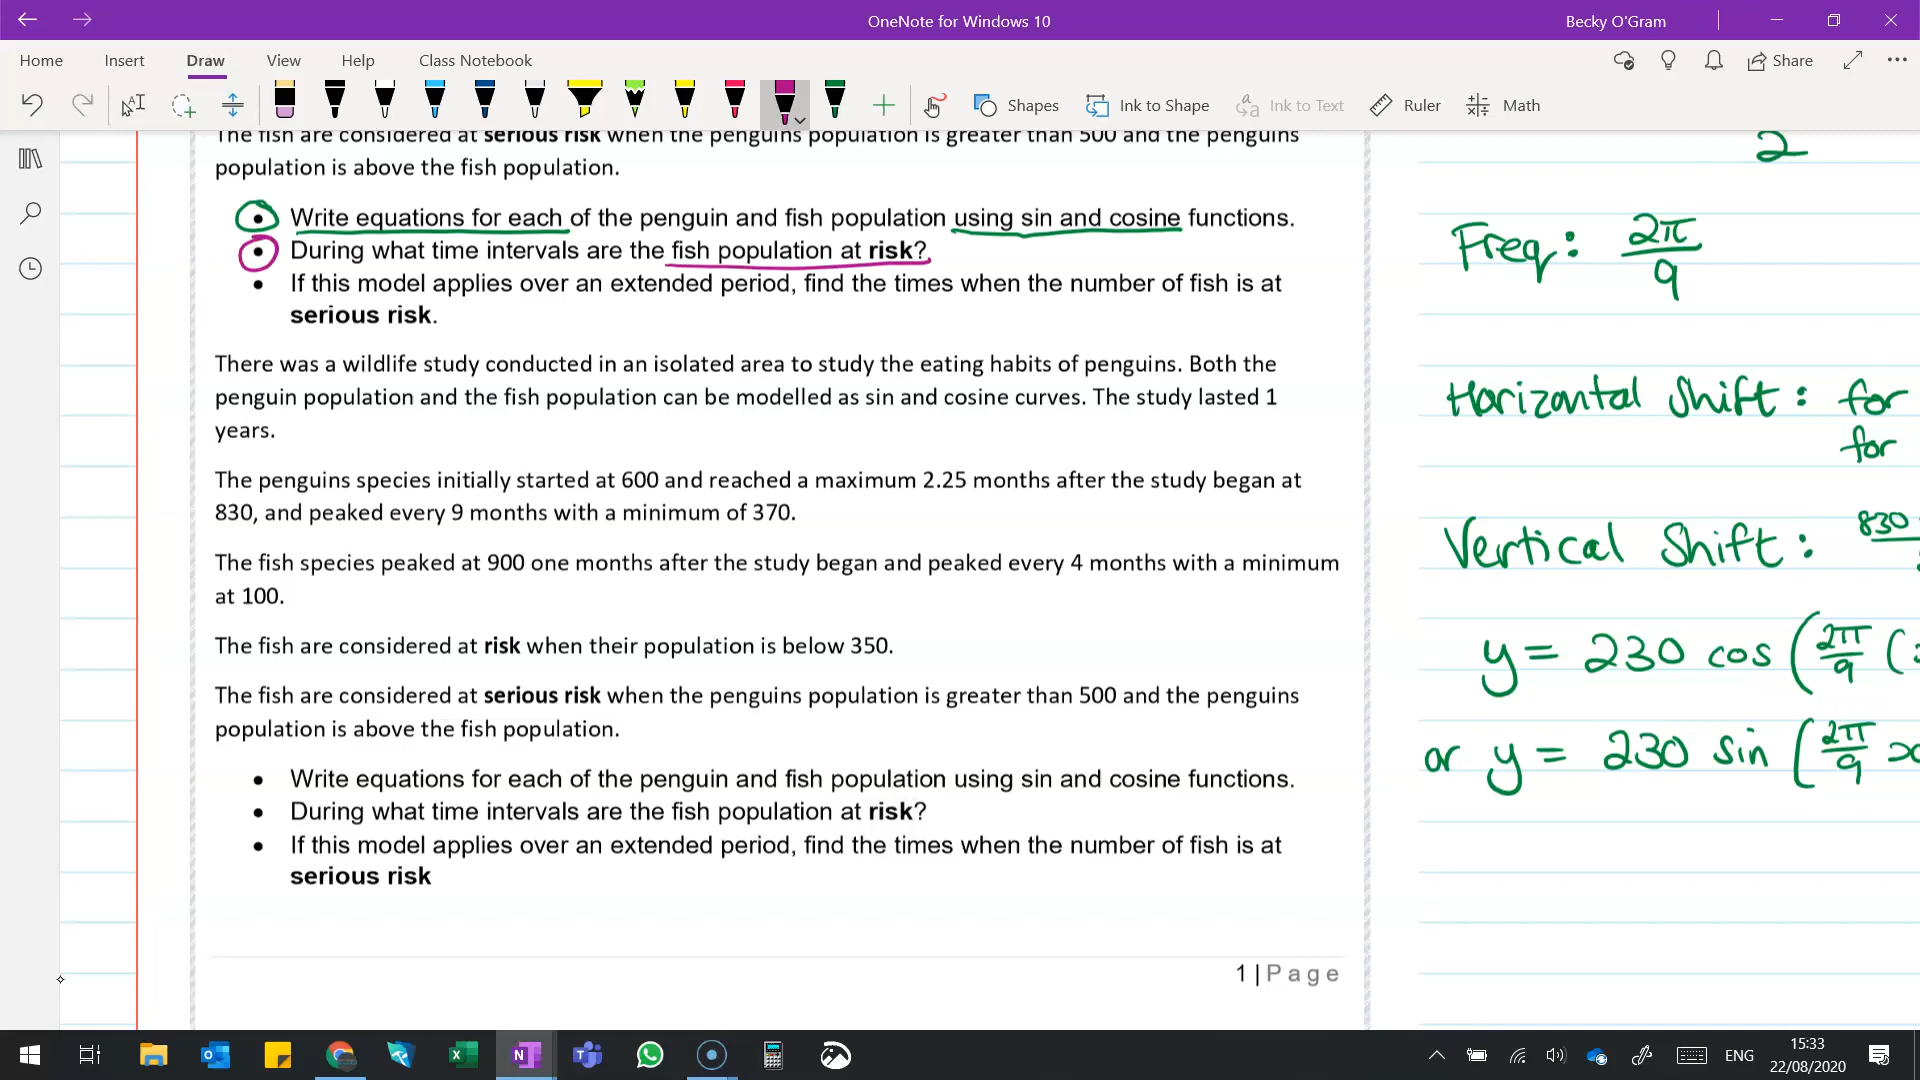 OneNote for Windows 10
Becky O'Gram
Home Insert Draw View Help Class Notebook
Share
Shapes Ink to Shape Ink to Text Ruler Math
The fish are considered at serious risk when the penguins population is greater than 500 and the penguins
population is above the fish population.
• Write equations for each of the penguin and fish population using sin and cosine functions.
• During what time intervals are the fish population at risk?
• If this model applies over an extended period, find the times when the number of fish is at
serious risk.
There was a wildlife study conducted in an isolated area to study the eating habits of penguins. Both the
penguin population and the fish population can be modelled as sin and cosine curves. The study lasted 1
years.
The penguins species initially started at 600 and reached a maximum 2.25 months after the study began at
830, and peaked every 9 months with a minimum of 370.
The fish species peaked at 900 one months after the study began and peaked every 4 months with a minimum
at 100.
The fish are considered at risk when their population is below 350.
The fish are considered at serious risk when the penguins population is greater than 500 and the penguins
population is above the fish population.
• Write equations for each of the penguin and fish population using sin and cosine functions.
• During what time intervals are the fish population at risk?
• If this model applies over an extended period, find the times when the number of fish is at
serious risk
1 | Page
2
Freq: 2π/9
Horizontal Shift: for
for
Vertical Shift: 830
y = 230 cos (2π/9 (
or y = 230 sin (2π/9 x
ENG
15:33
22/08/2020